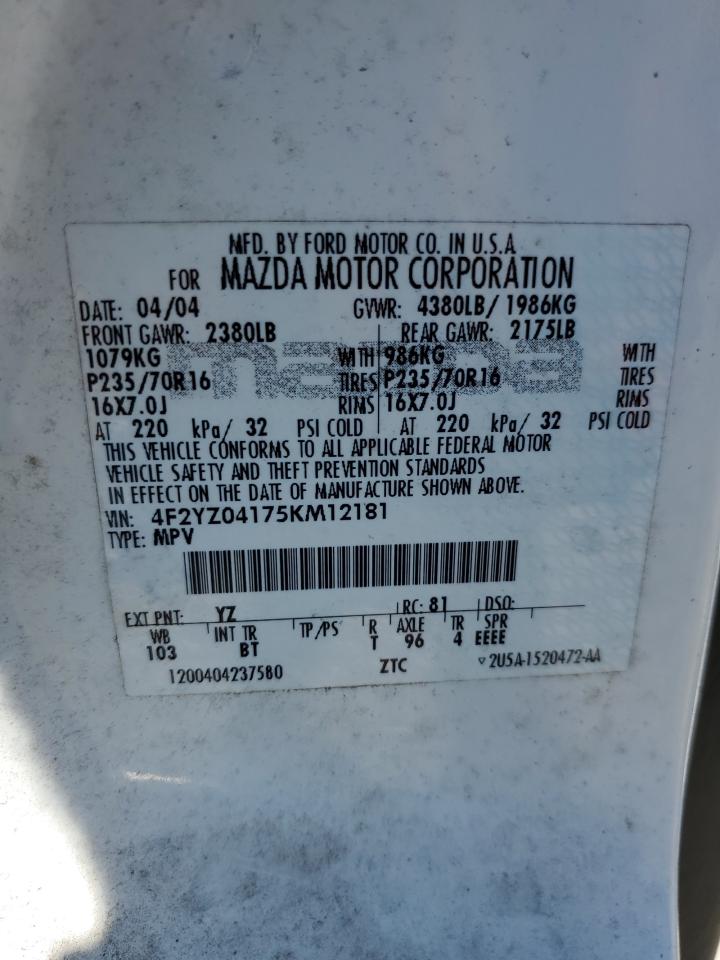 MFD. BY FORD MOTOR CO. IN U.S.A
FOR MAZDA MOTOR CORPORATION
DATE: 04/04 GVWR: 4380LB/ 1986KG
FRONT GAWR: 2380LB REAR GAWR: 2175LB
1079KG WITH 986KG WITH
mazda
P235/70R16 TIRES P235/70R16 TIRES
16X7.0J RIMS 16X7.0J RIMS
AT 220 kPa/ 32 PSI COLD AT 220 kPa/ 32 PSI COLD
THIS VEHICLE CONFORMS TO ALL APPLICABLE FEDERAL MOTOR
VEHICLE SAFETY AND THEFT PREVENTION STANDARDS
IN EFFECT ON THE DATE OF MANUFACTURE SHOWN ABOVE.
VIN: 4F2YZ04175KM12181
TYPE: MPV
EXT PNT: YZ RC: 81 DSO:
WB INT TR TP/PS R AXLE TR SPR
103 BT T 96 4 EEEE
1200404237580 ZTC 2U5A-1520472-AA